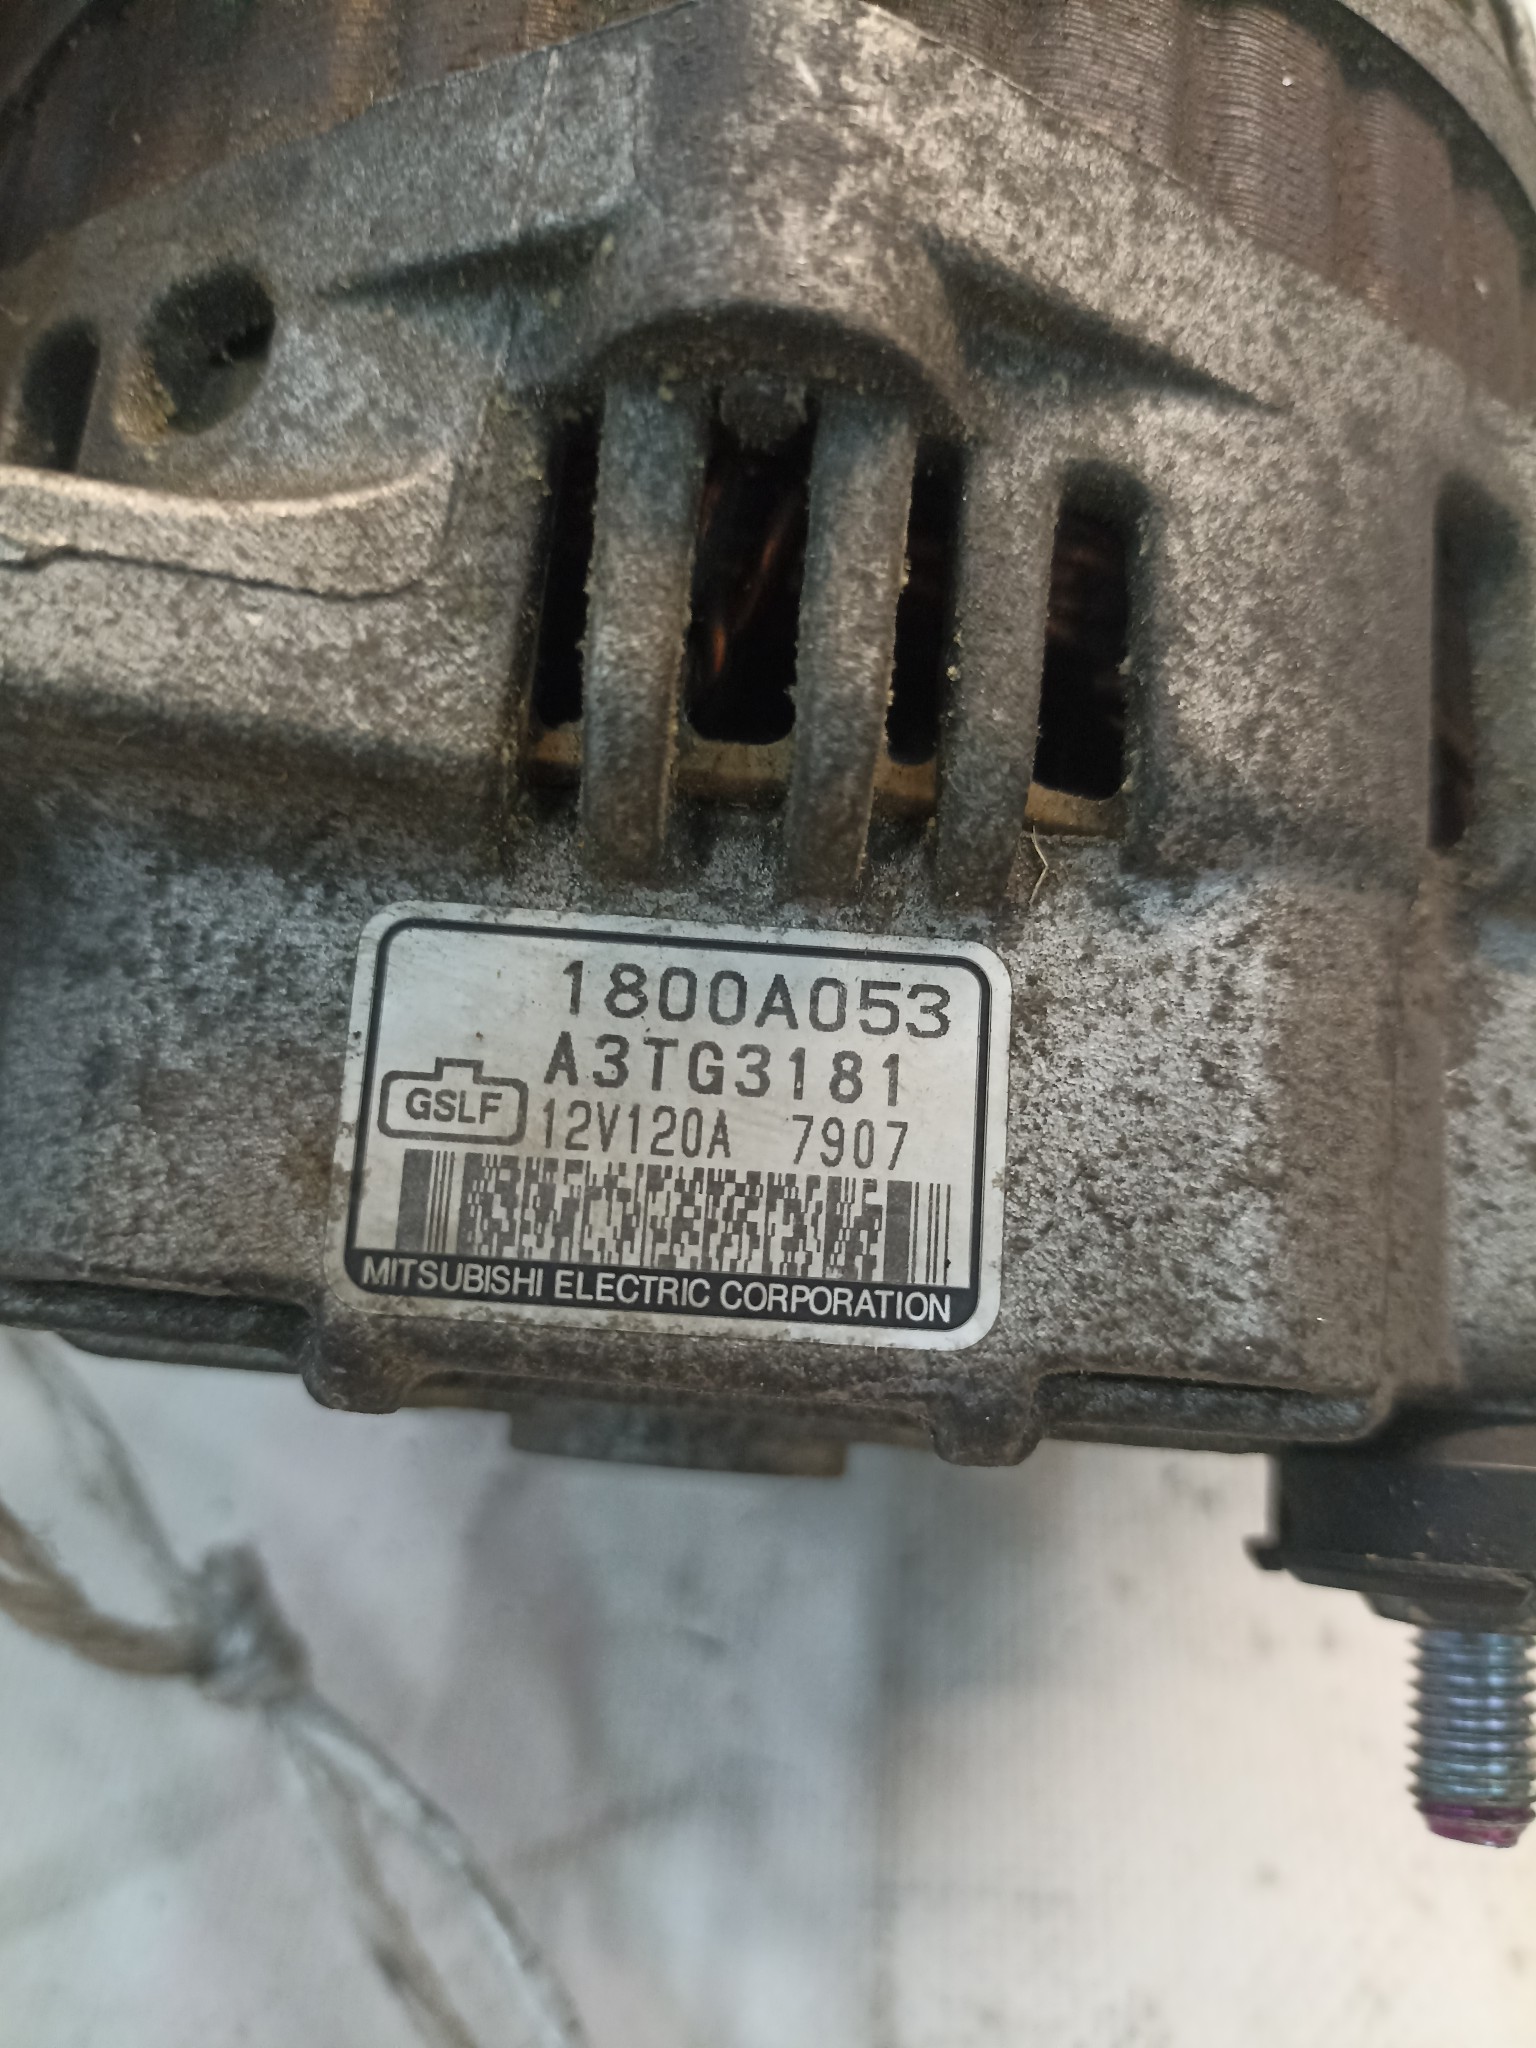 1800A053
A3TG3181
GSLF 12V120A 7907
MITSUBISHI ELECTRIC CORPORATION